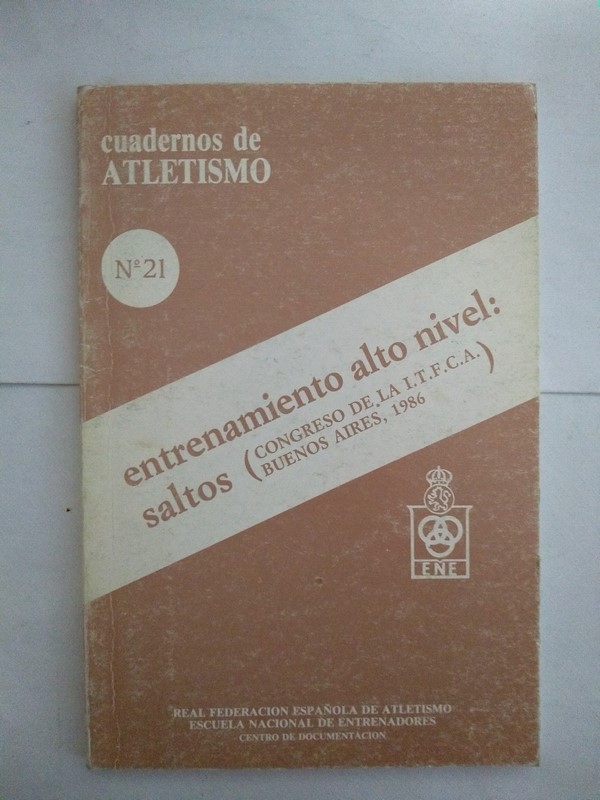 cuadernos de
ATLETISMO
Nº 21
entrenamiento alto nivel:
saltos (CONGRESO DE LA I.T.F.C.A.
BUENOS AIRES, 1986)
ENE
REAL FEDERACION ESPAÑOLA DE ATLETISMO
ESCUELA NACIONAL DE ENTRENADORES
CENTRO DE DOCUMENTACION